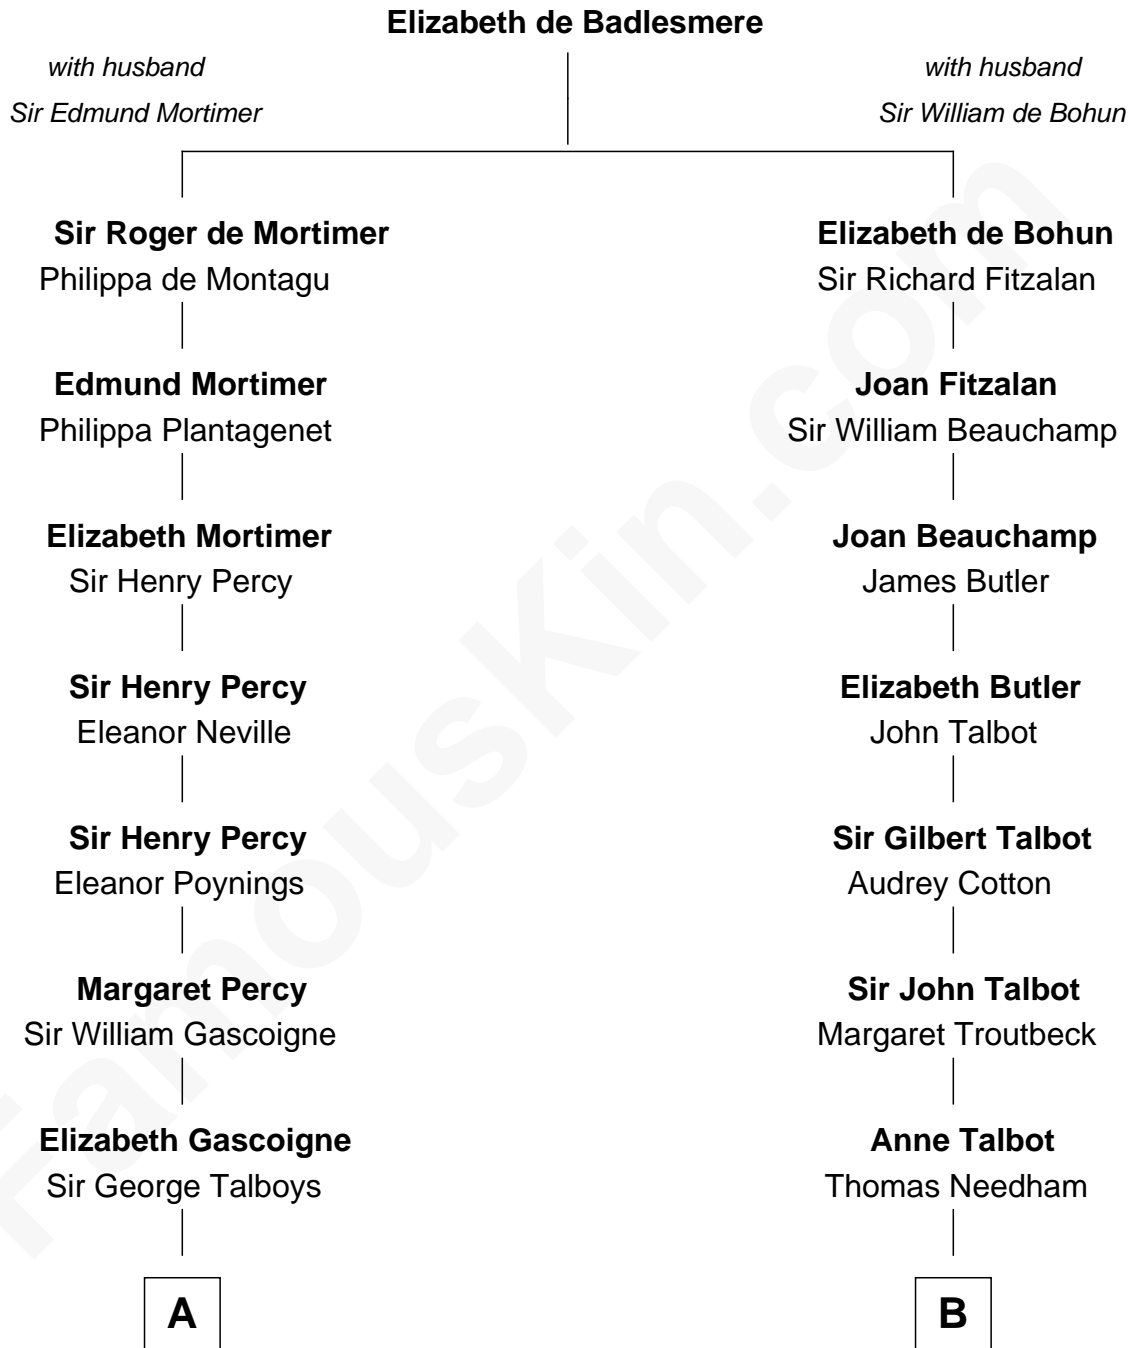 Elizabeth de Badlesmere
with husband
Sir Edmund Mortimer
with husband
Sir William de Bohun
Sir Roger de Mortimer
Philippa de Montagu
Elizabeth de Bohun
Sir Richard Fitzalan
Edmund Mortimer
Philippa Plantagenet
Joan Fitzalan
Sir William Beauchamp
Elizabeth Mortimer
Sir Henry Percy
Joan Beauchamp
James Butler
Sir Henry Percy
Eleanor Neville
Elizabeth Butler
John Talbot
Sir Henry Percy
Eleanor Poynings
Sir Gilbert Talbot
Audrey Cotton
Margaret Percy
Sir William Gascoigne
Sir John Talbot
Margaret Troutbeck
Elizabeth Gascoigne
Sir George Talboys
Anne Talbot
Thomas Needham
A
B
FamousKin.com